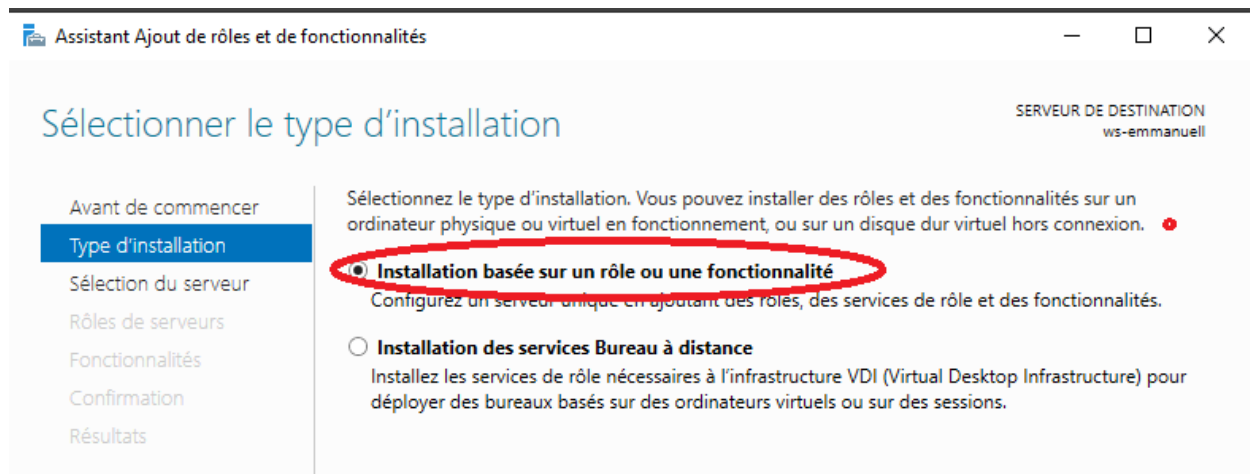 Assistant Ajout de rôles et de fonctionnalités
Sélectionner le type d'installation
SERVEUR DE DESTINATION
ws-emmanuell
Avant de commencer
Type d'installation
Sélection du serveur
Rôles de serveurs
Fonctionnalités
Confirmation
Résultats
Sélectionnez le type d'installation. Vous pouvez installer des rôles et des fonctionnalités sur un
ordinateur physique ou virtuel en fonctionnement, ou sur un disque dur virtuel hors connexion.
Installation basée sur un rôle ou une fonctionnalité
Configurez un serveur unique en ajoutant des rôles, des services de rôle et des fonctionnalités.
Installation des services Bureau à distance
Installez les services de rôle nécessaires à l'infrastructure VDI (Virtual Desktop Infrastructure) pour
déployer des bureaux basés sur des ordinateurs virtuels ou sur des sessions.